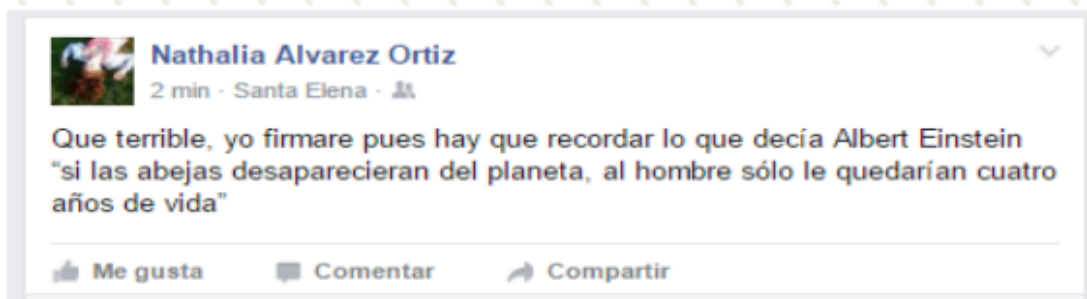 Nathalia Alvarez Ortiz
2 min · Santa Elena ·
Que terrible, yo firmare pues hay que recordar lo que decía Albert Einstein
“si las abejas desaparecieran del planeta, al hombre sólo le quedarían cuatro
años de vida”
Me gusta Comentar Compartir